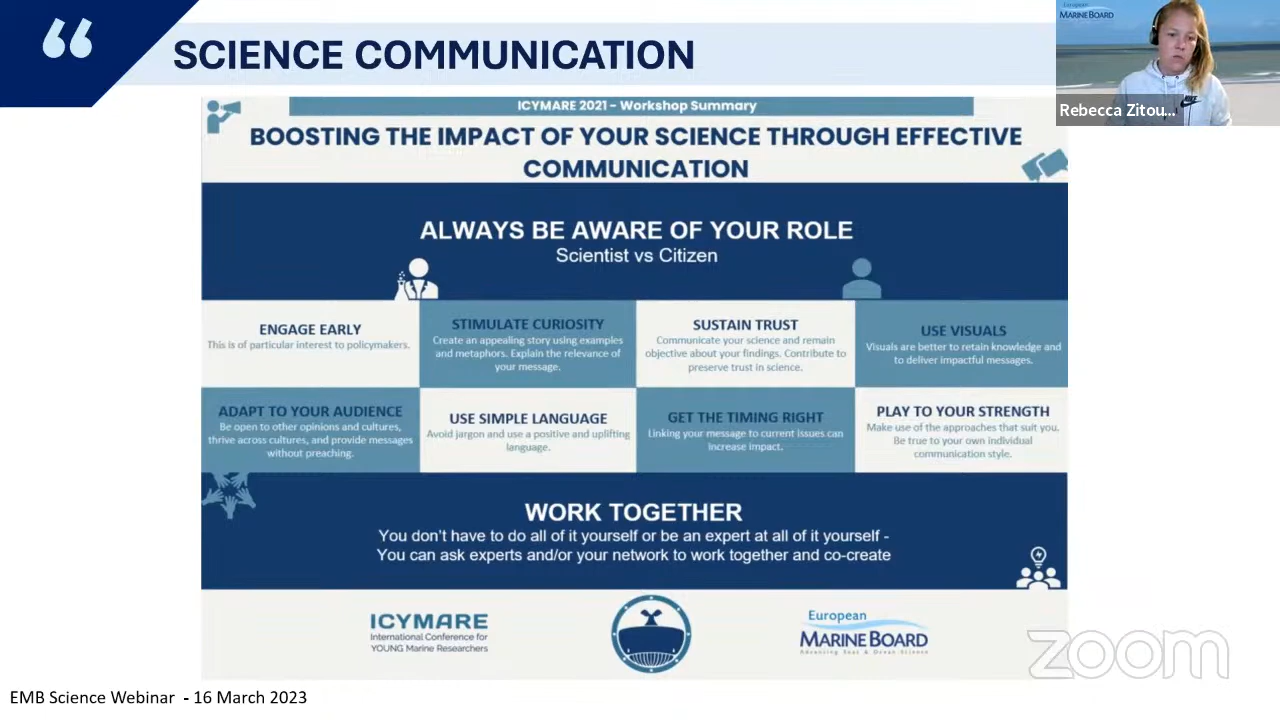 SCIENCE COMMUNICATION
European
MARINE BOARD
Rebecca Zitou...
ICYMARE 2021 - Workshop Summary
BOOSTING THE IMPACT OF YOUR SCIENCE THROUGH EFFECTIVE
COMMUNICATION
ALWAYS BE AWARE OF YOUR ROLE
Scientist vs Citizen
ENGAGE EARLY
This is of particular interest to policymakers.
STIMULATE CURIOSITY
Create an appealing story using examples
and metaphors. Explain the relevance of
your message.
SUSTAIN TRUST
Communicate your science and remain
objective about your findings. Contribute to
preserve trust in science.
USE VISUALS
Visuals are better to retain knowledge and
to deliver impactful messages.
ADAPT TO YOUR AUDIENCE
Be open to other opinions and cultures,
thrive across cultures, and provide messages
without preaching.
USE SIMPLE LANGUAGE
Avoid jargon and use a positive and uplifting
language.
GET THE TIMING RIGHT
Linking your message to current issues can
increase impact.
PLAY TO YOUR STRENGTH
Make use of the approaches that suit you.
Be true to your own individual
communication style.
WORK TOGETHER
You don't have to do all of it yourself or be an expert at all of it yourself -
You can ask experts and/or your network to work together and co-create
ICYMARE
International Conference for
YOUNG Marine Researchers
European
MARINE BOARD
Advancing Seas & Ocean Science
zoom
EMB Science Webinar - 16 March 2023